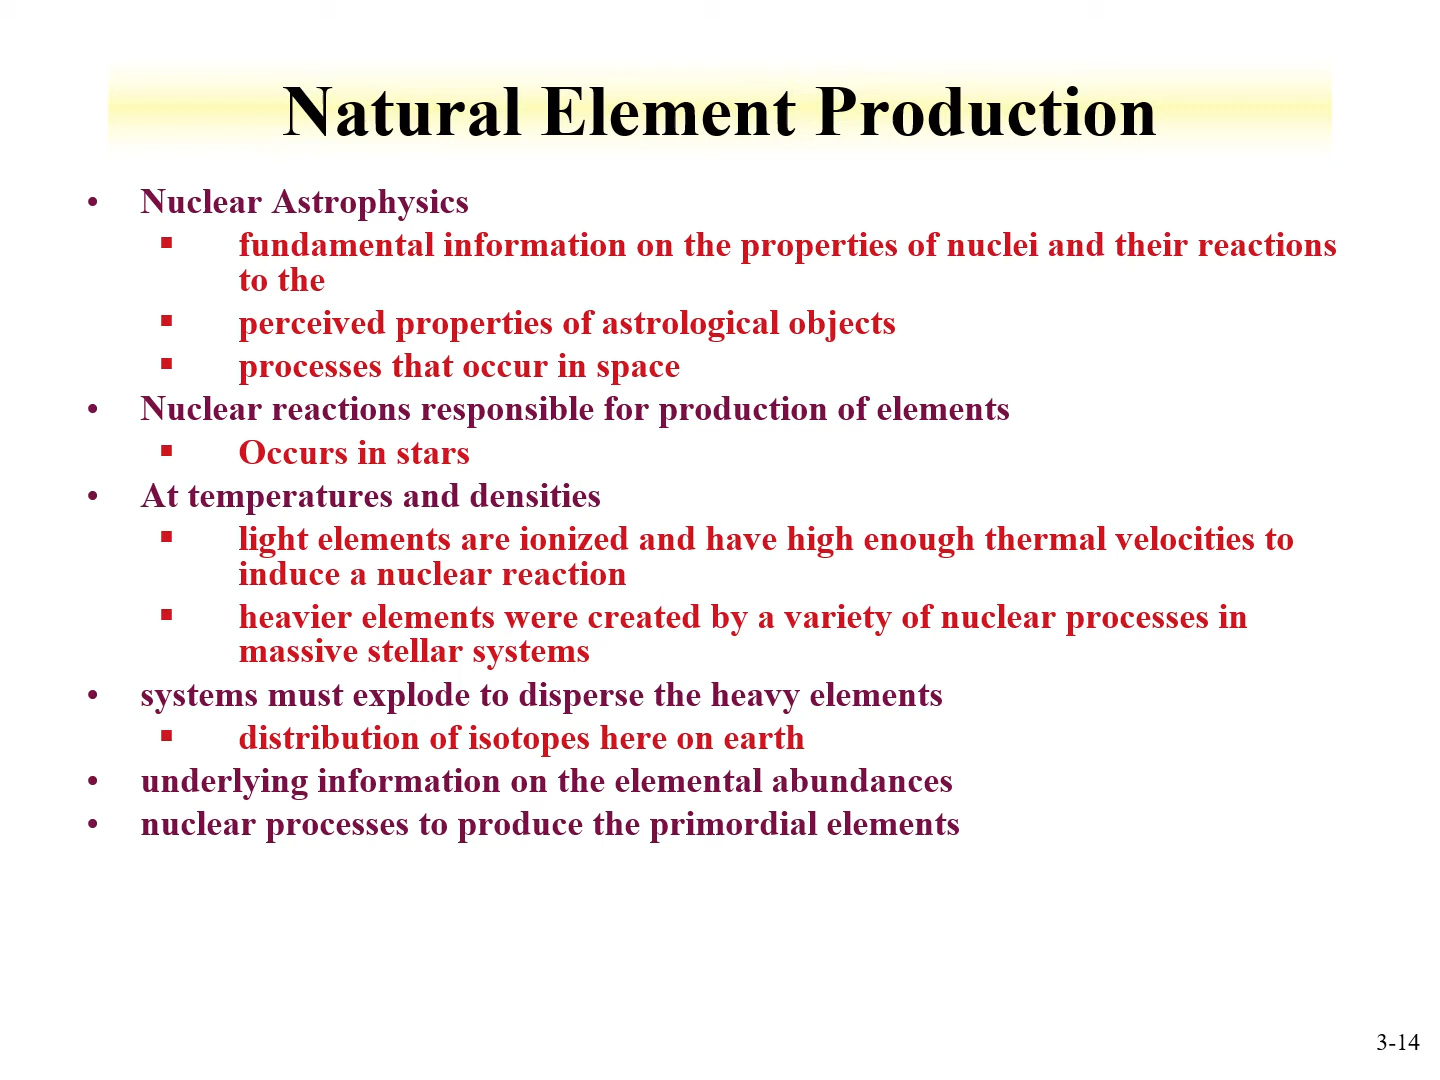 Natural Element Production
• Nuclear Astrophysics
▪ fundamental information on the properties of nuclei and their reactions
to the
▪ perceived properties of astrological objects
▪ processes that occur in space
• Nuclear reactions responsible for production of elements
▪ Occurs in stars
• At temperatures and densities
▪ light elements are ionized and have high enough thermal velocities to
induce a nuclear reaction
▪ heavier elements were created by a variety of nuclear processes in
massive stellar systems
• systems must explode to disperse the heavy elements
▪ distribution of isotopes here on earth
• underlying information on the elemental abundances
• nuclear processes to produce the primordial elements
3-14